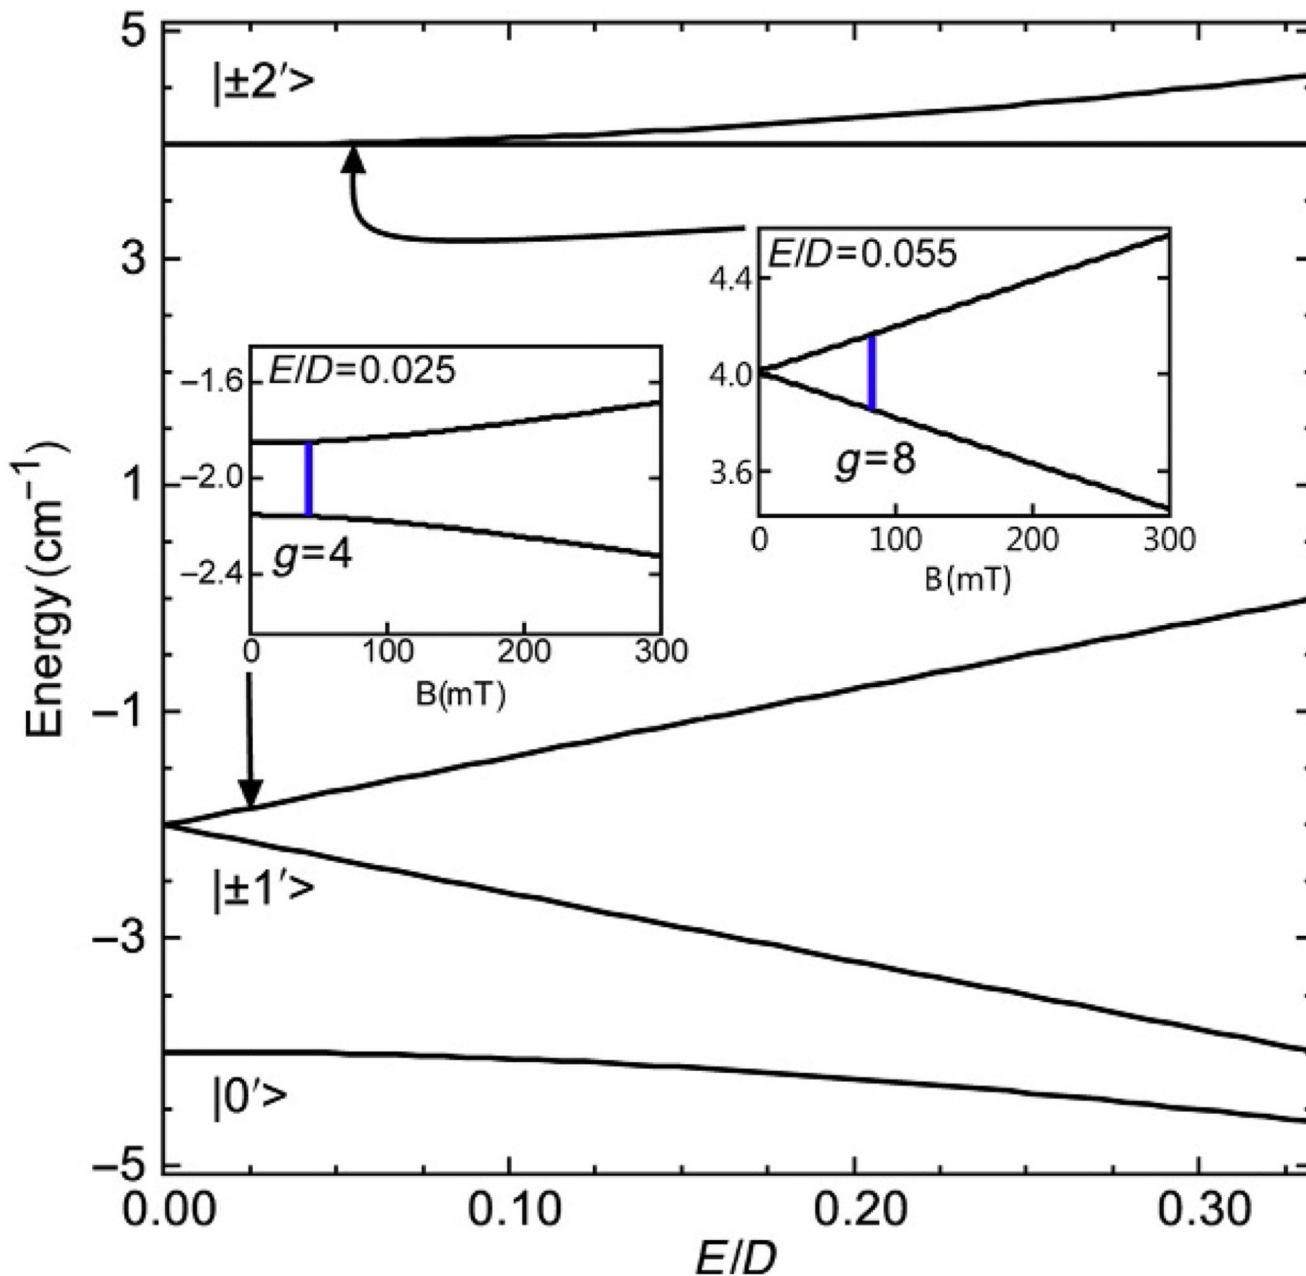 5
|±2′>
3
E/D=0.055
4.4
4.0
3.6
g=8
0 100 200 300
B(mT)
E/D=0.025
−1.6
−2.0
−2.4
g=4
0 100 200 300
B(mT)
1
Energy (cm−1)
−1
|±1′>
−3
|0′>
−5
0.00 0.10 0.20 0.30
E/D